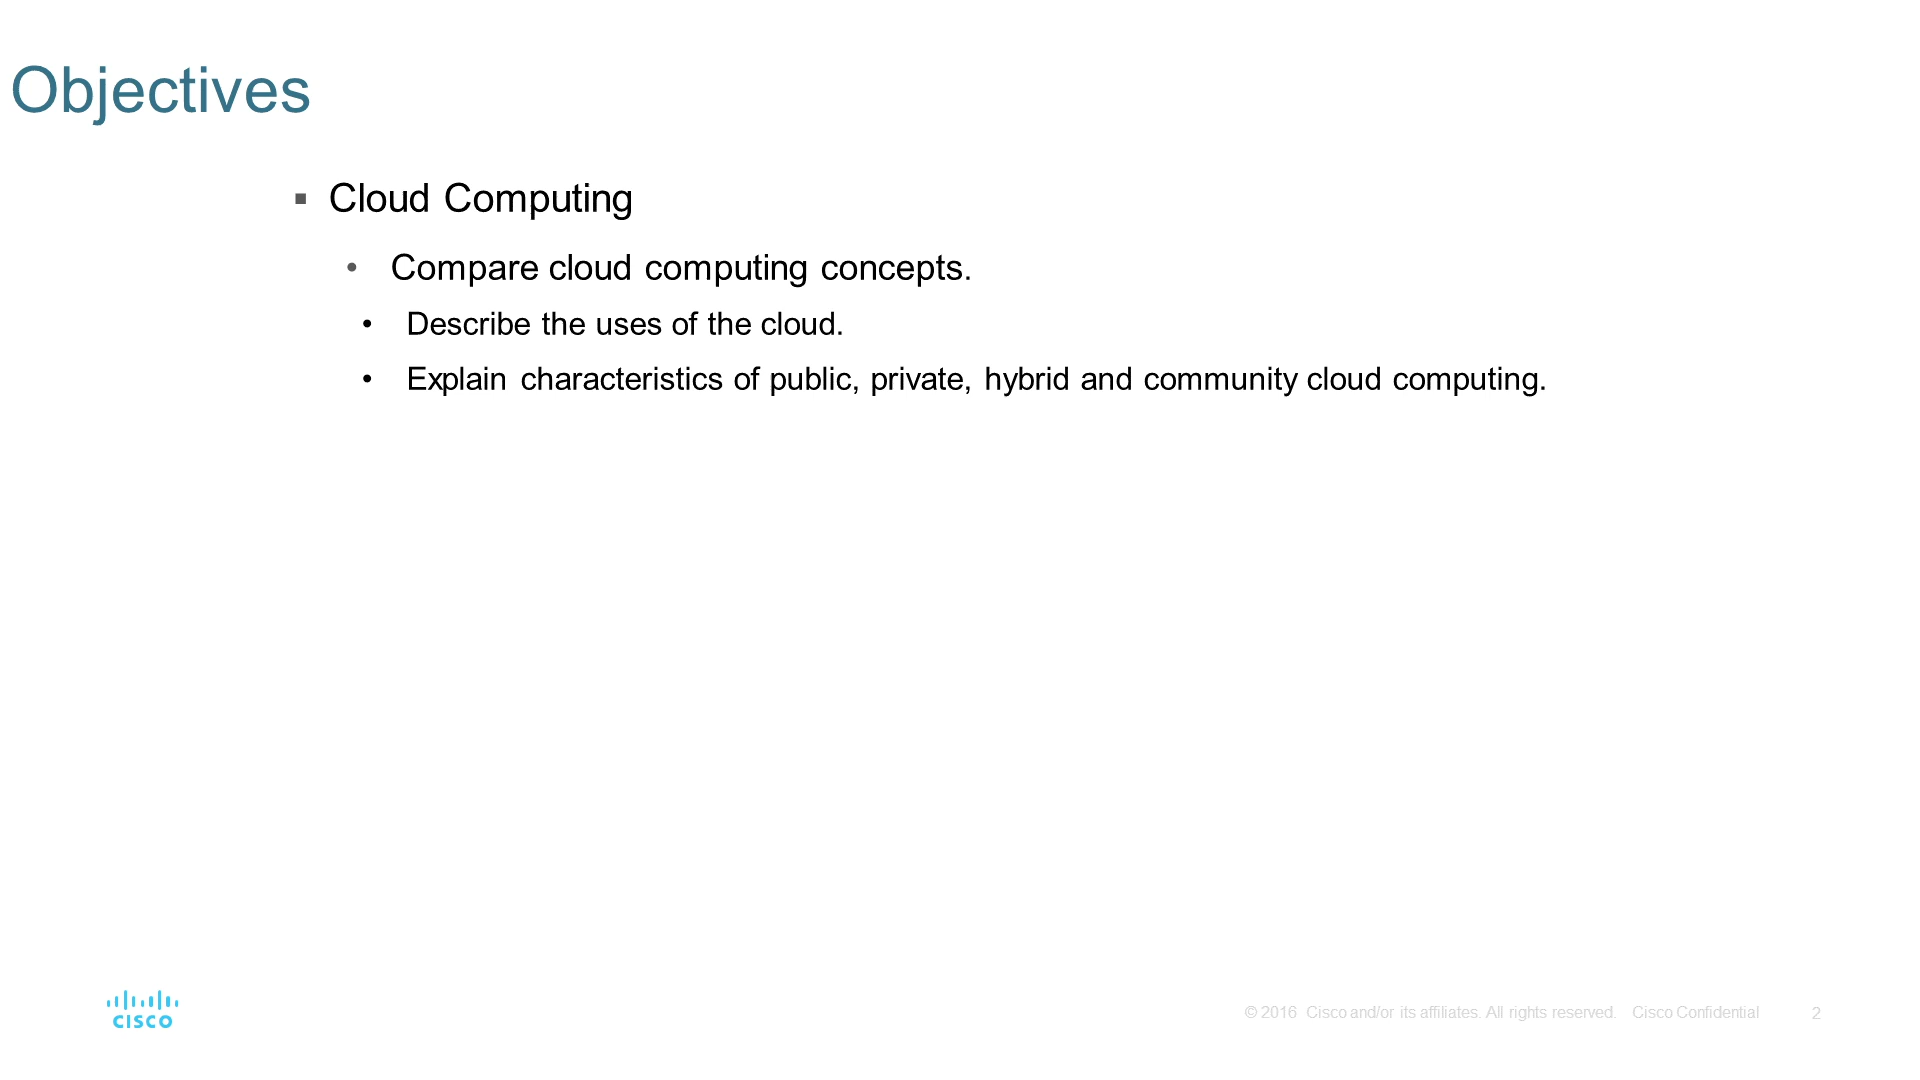 Objectives
▪ Cloud Computing
• Compare cloud computing concepts.
• Describe the uses of the cloud.
• Explain characteristics of public, private, hybrid and community cloud computing.
CISCO
© 2016 Cisco and/or its affiliates. All rights reserved. Cisco Confidential 2